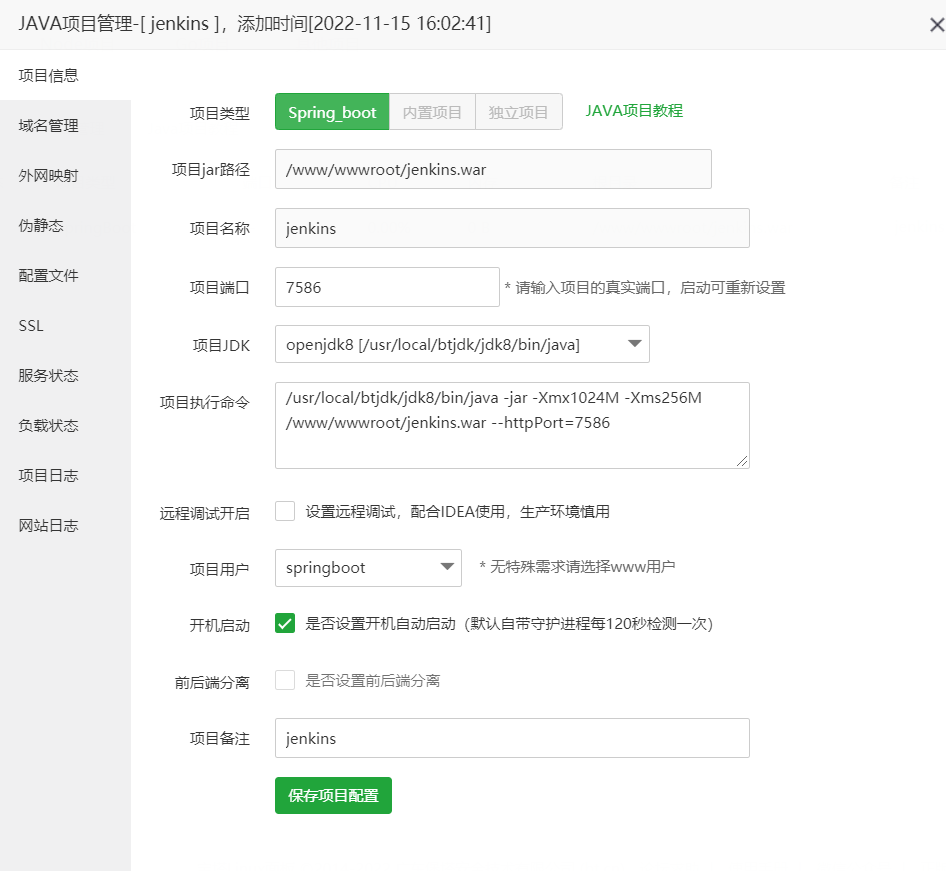 JAVA项目管理-[ jenkins ]，添加时间[2022-11-15 16:02:41]
项目信息
域名管理
外网映射
伪静态
配置文件
SSL
服务状态
负载状态
项目日志
网站日志
项目类型 Spring_boot 内置项目 独立项目 JAVA项目教程
项目jar路径 /www/wwwroot/jenkins.war
项目名称 jenkins
项目端口 7586 * 请输入项目的真实端口，启动可重新设置
项目JDK openjdk8 [/usr/local/btjdk/jdk8/bin/java]
项目执行命令 /usr/local/btjdk/jdk8/bin/java -jar -Xmx1024M -Xms256M
/www/wwwroot/jenkins.war --httpPort=7586
远程调试开启 设置远程调试，配合IDEA使用，生产环境慎用
项目用户 springboot * 无特殊需求请选择www用户
开机启动 是否设置开机自动启动（默认自带守护进程每120秒检测一次）
前后端分离 是否设置前后端分离
项目备注 jenkins
保存项目配置